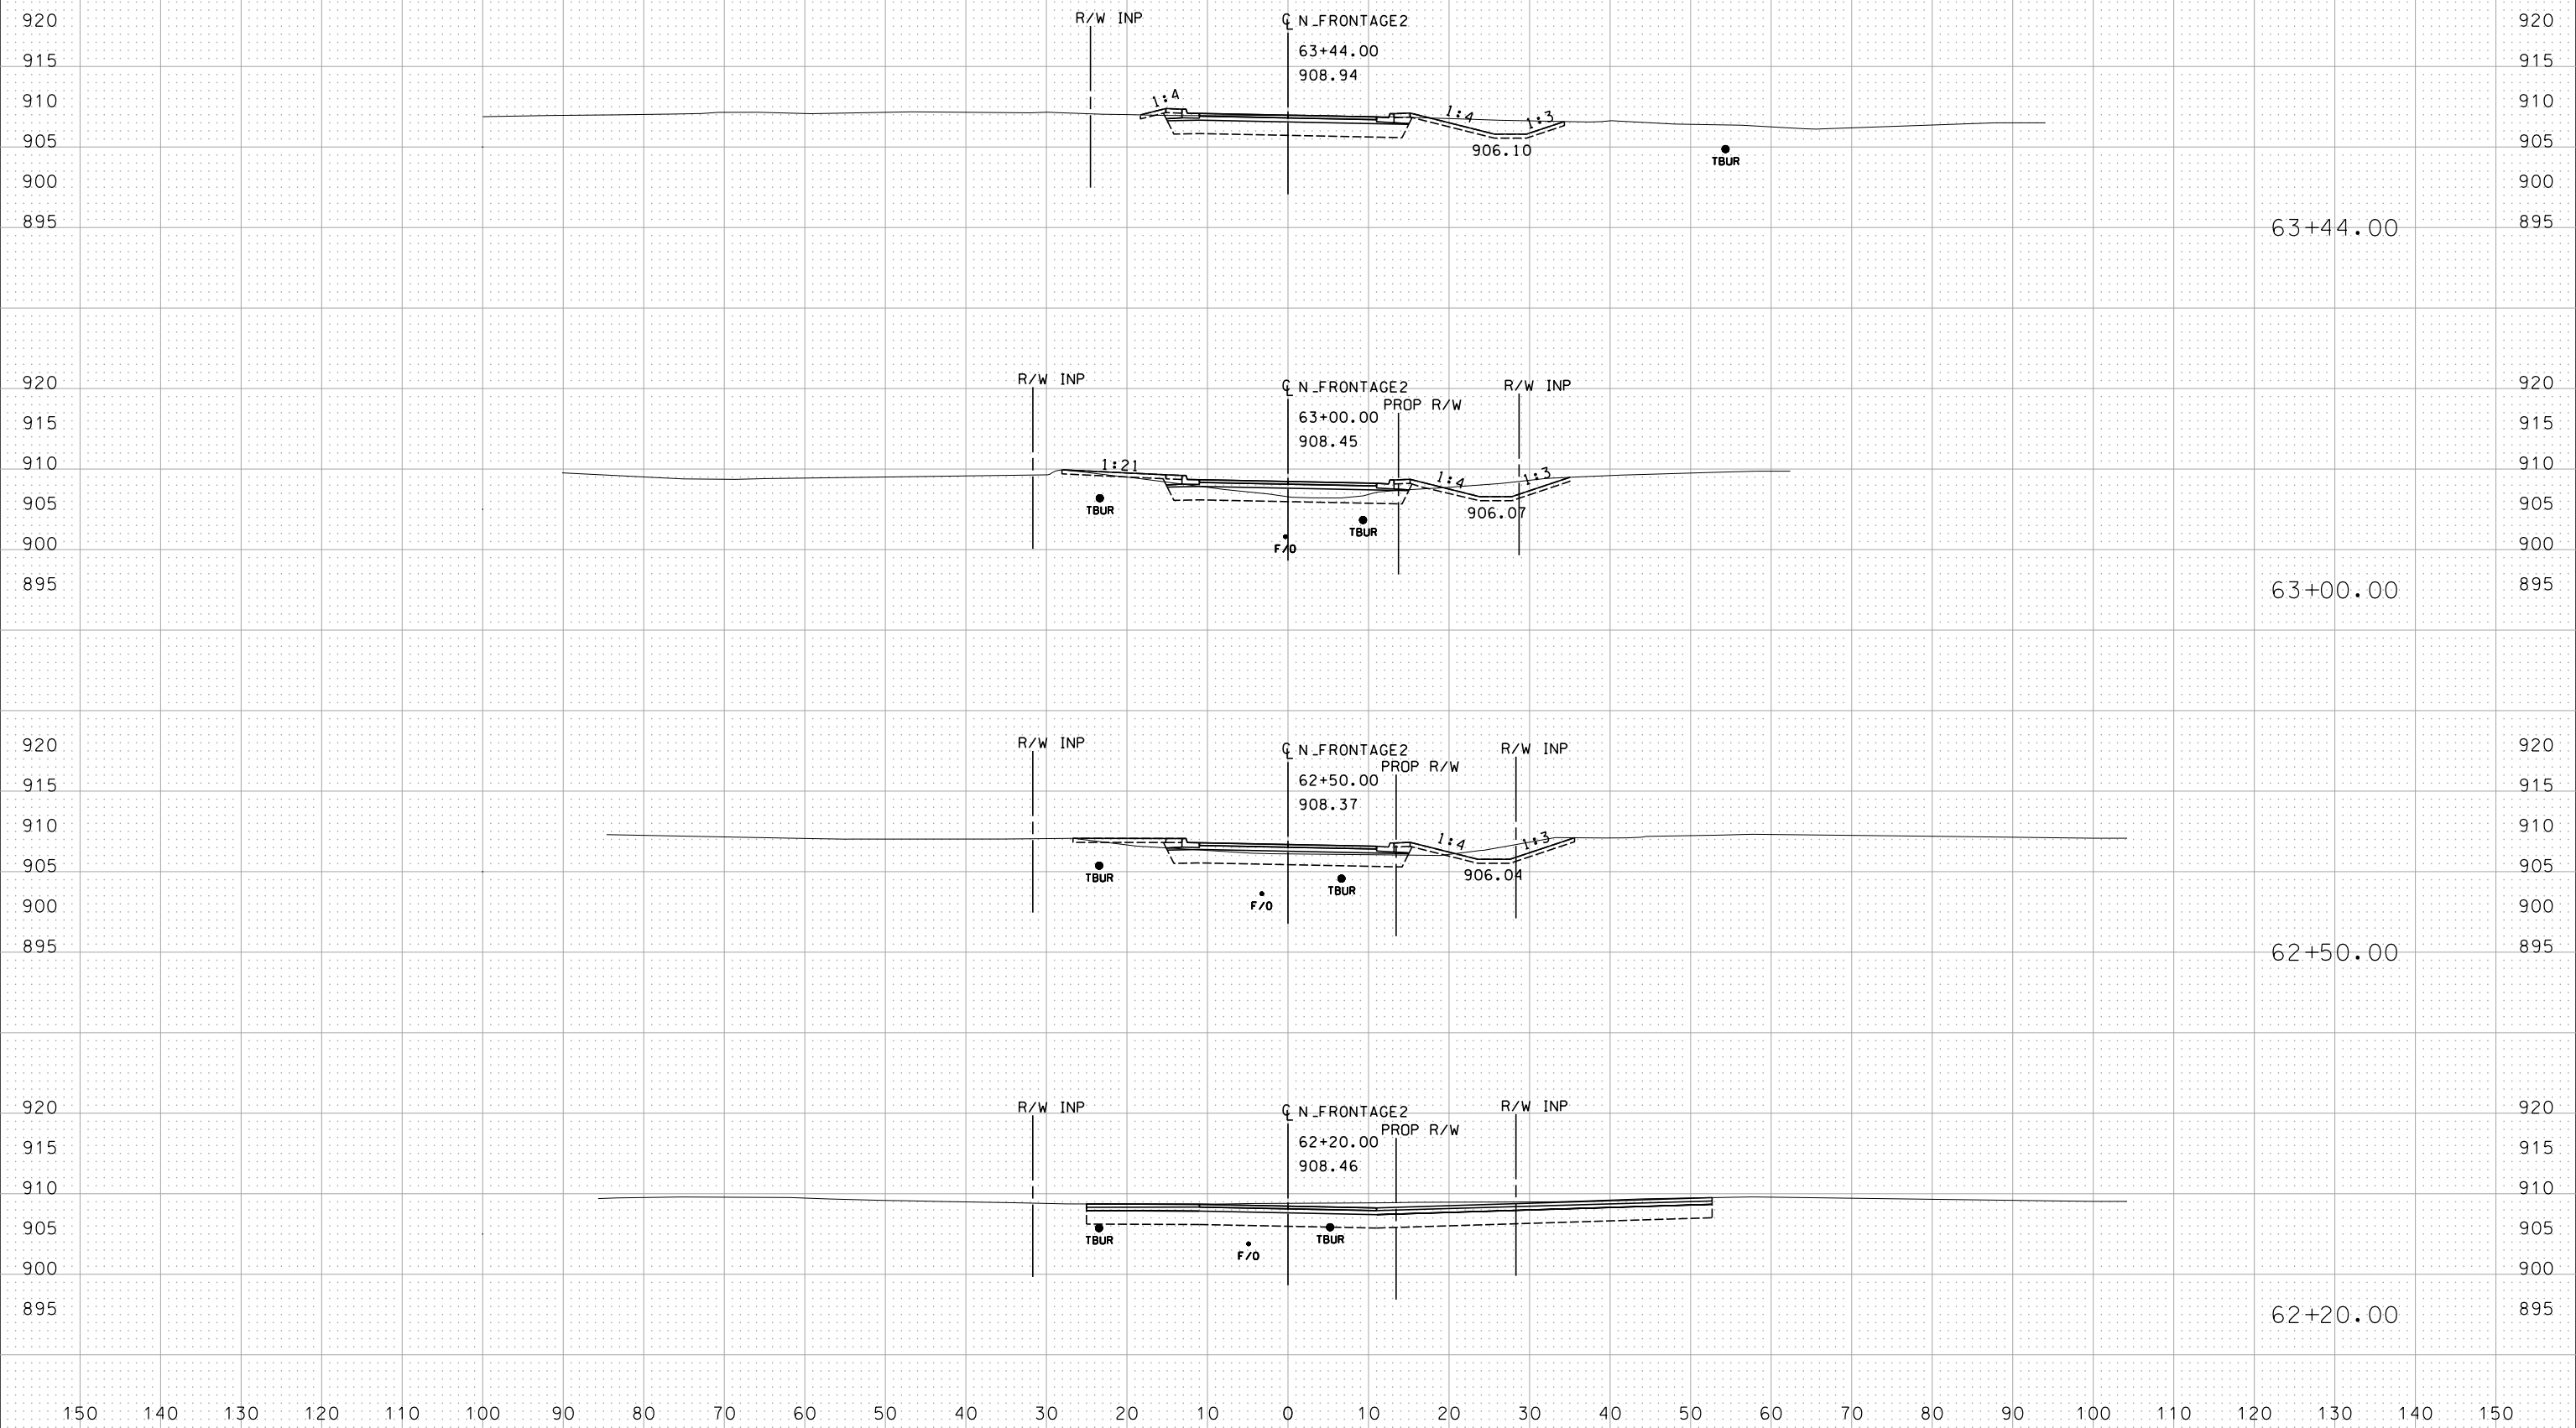 920 R/W INP ℄ N_FRONTAGE2 920
63+44.00
915 915
908.94
910 1:4 1:4 1:3 910
905 906.10 905
TBUR
900 900
895 63+44.00 895
920 R/W INP ℄ N_FRONTAGE2 R/W INP 920
PROP R/W
915 63+00.00 915
908.45
910 1:21 1:4 1:3 910
905 TBUR 906.07 905
TBUR
900 F/O 900
895 63+00.00 895
920 R/W INP ℄ N_FRONTAGE2 R/W INP 920
PROP R/W
915 62+50.00 915
908.37
910 1:4 1:3 910
905 TBUR 906.04 905
TBUR
900 F/O 900
895 62+50.00 895
920 R/W INP ℄ N_FRONTAGE2 R/W INP 920
PROP R/W
915 62+20.00 915
908.46
910 910
905 TBUR TBUR 905
F/O
900 900
895 62+20.00 895
150 140 130 120 110 100 90 80 70 60 50 40 30 20 10 0 10 20 30 40 50 60 70 80 90 100 110 120 130 140 150